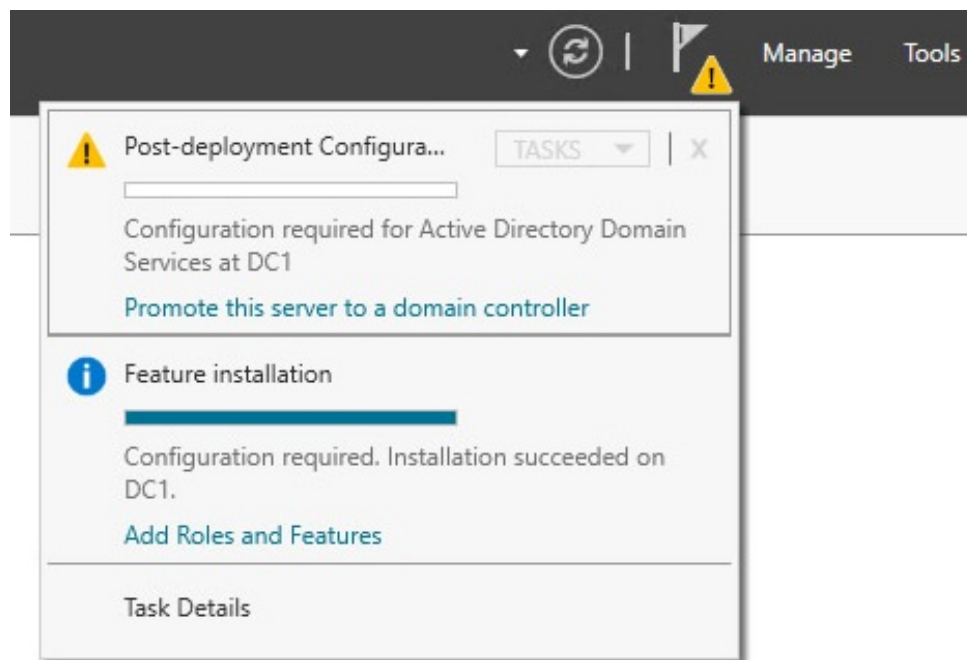 Manage Tools
Post-deployment Configura... TASKS X
Configuration required for Active Directory Domain
Services at DC1
Promote this server to a domain controller
Feature installation
Configuration required. Installation succeeded on
DC1.
Add Roles and Features
Task Details